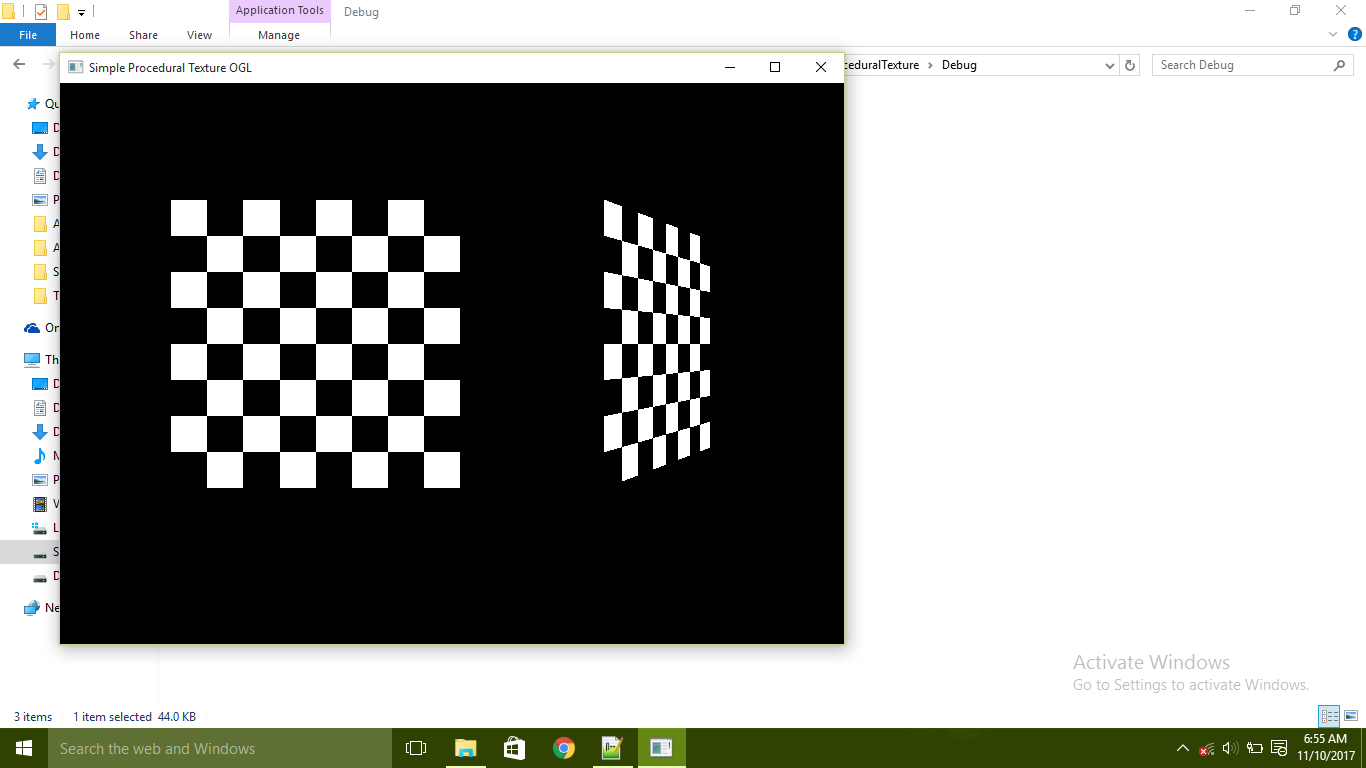 Application Tools
Debug
File
Home
Share
View
Manage
Simple Procedural Texture OGL
ceduralTexture > Debug
Search Debug
Qu
D
D
D
P
A
A
S
T
On
Th
D
D
D
M
P
V
L
S
D
Ne
Activate Windows
Go to Settings to activate Windows.
3 items
1 item selected 44.0 KB
Search the web and Windows
6:55 AM
11/10/2017